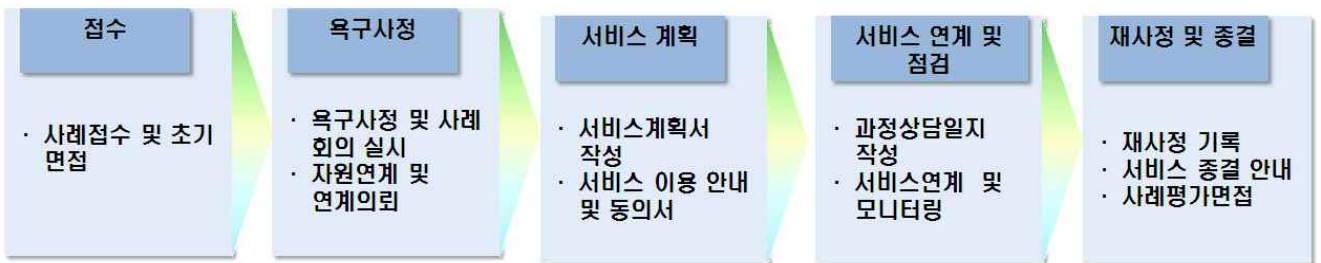 접수
· 사례접수 및 초기
면접
욕구사정
· 욕구사정 및 사례
회의 실시
· 자원연계 및
연계의뢰
서비스 계획
· 서비스계획서
작성
· 서비스 이용 안내
및 동의서
서비스 연계 및
점검
· 과정상담일지
작성
· 서비스연계 및
모니터링
재사정 및 종결
· 재사정 기록
· 서비스 종결 안내
· 사례평가면접